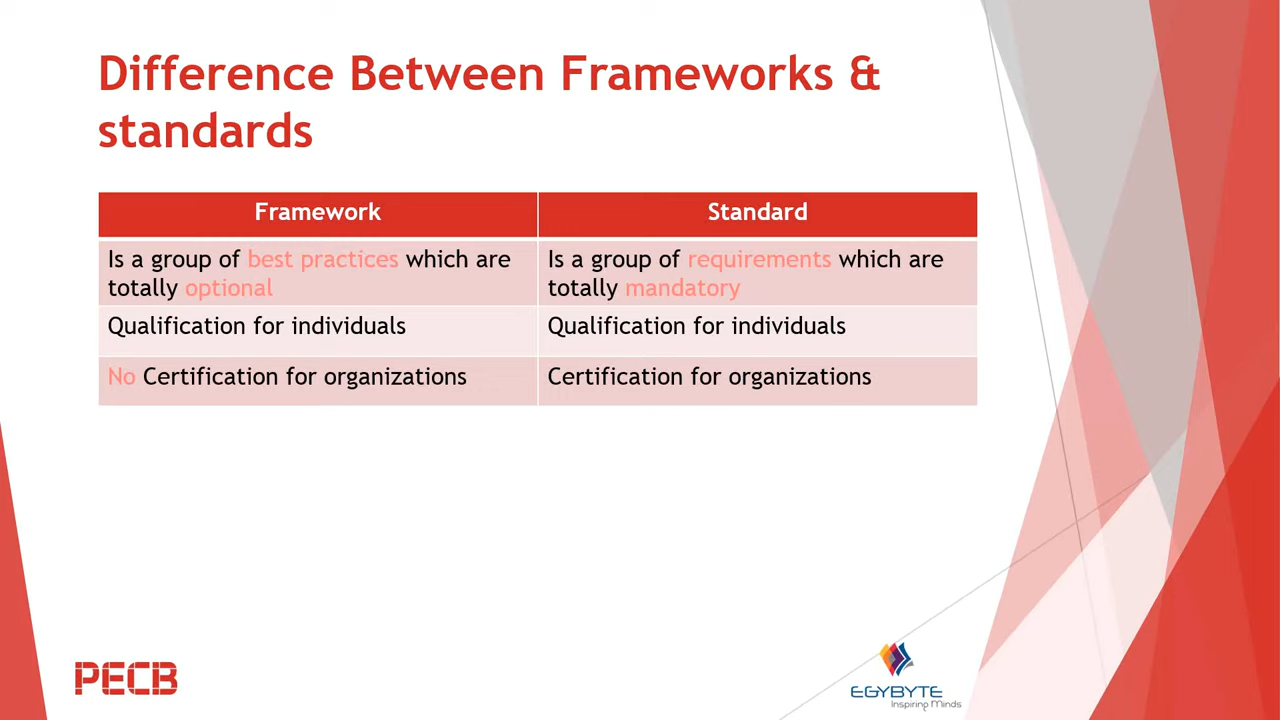 Difference Between Frameworks &
standards
Framework
Standard
Is a group of best practices which are
totally optional
Is a group of requirements which are
totally mandatory
Qualification for individuals
Qualification for individuals
No Certification for organizations
Certification for organizations
PECB
EGYBYTE
Inspiring Minds